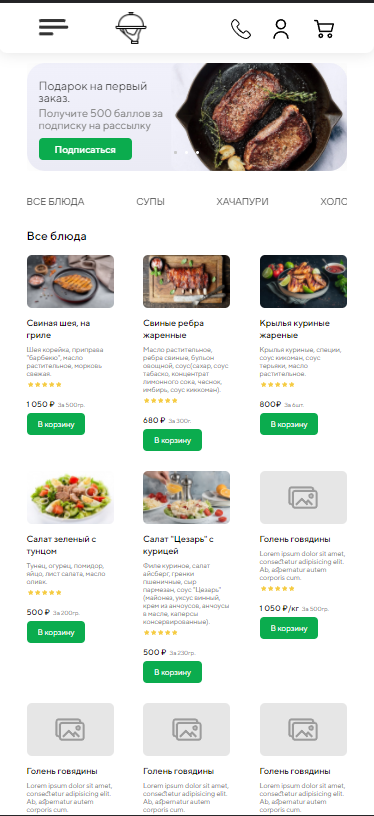 Подарок на первый
заказ.
Получите 500 баллов за
подписку на рассылку
Подписаться
ВСЕ БЛЮДА
СУПЫ
ХАЧАПУРИ
ХОЛС
Все блюда
Свиная шея, на
гриле
Шея корейка, приправа
"барбекю", масло
растительное, морковь
свежая.
1 050 ₽ За 500гр.
В корзину
Свиные ребра
жаренные
Масло растительное,
ребра свиные, бульон
овощной, соус(сахар, соус
табаско, концентрат
лимонного сока, чеснок,
имбирь, соус киккоман).
680 ₽ За 300г.
В корзину
Крылья куриные
жареные
Крылья куриные, специи,
соус кикоман, соус
терьяки, масло
растительное.
800₽ За 6шт.
В корзину
Салат зеленый с
тунцом
Тунец, огурец, помидор,
яйцо, лист салата, масло
оливк.
500 ₽ За 200гр.
В корзину
Салат "Цезарь" с
курицей
Филе куриное, салат
айсберг, гренки
пшеничные, сыр
пармезан, соус "Цезарь"
(майонез, уксус винный,
крем из анчоусов, анчоусы
в масле, каперсы
консервированные).
500 ₽ За 230гр.
В корзину
Голень говядины
Lorem ipsum dolor sit amet,
consectetur adipisicing elit.
Ab, aspernatur autem
corporis cum.
1 050 ₽/кг За 500гр.
В корзину
Голень говядины
Lorem ipsum dolor sit amet,
consectetur adipisicing elit.
Ab, aspernatur autem
corporis cum.
Голень говядины
Lorem ipsum dolor sit amet,
consectetur adipisicing elit.
Ab, aspernatur autem
corporis cum.
Голень говядины
Lorem ipsum dolor sit amet,
consectetur adipisicing elit.
Ab, aspernatur autem
corporis cum.